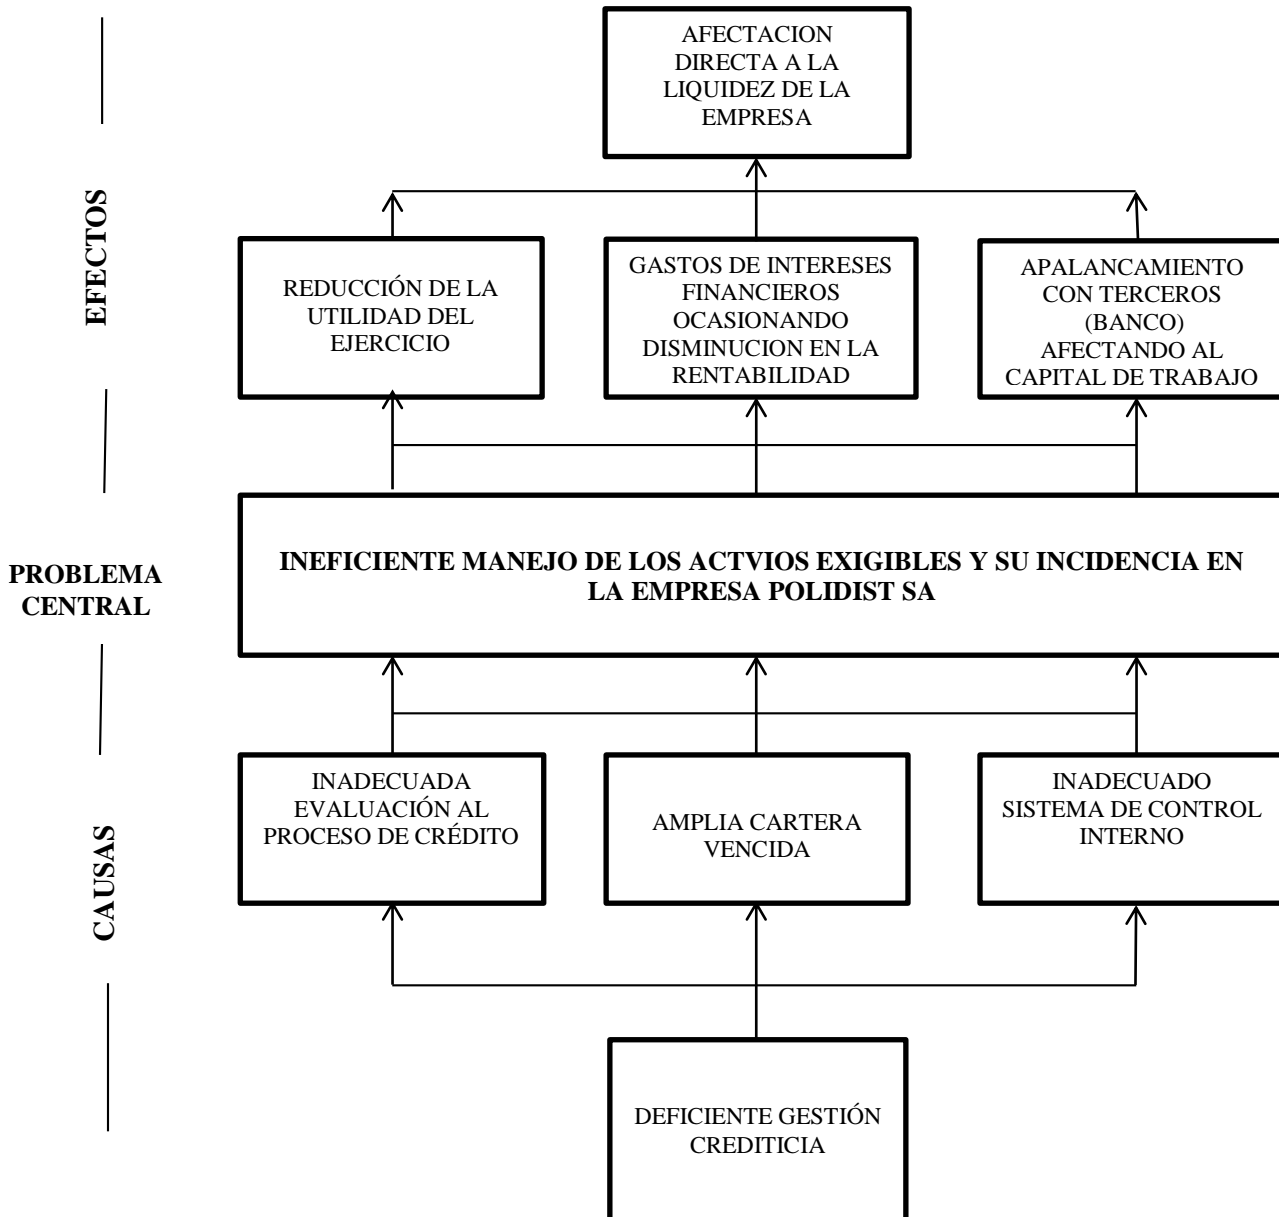 AFECTACION
DIRECTA A LA
LIQUIDEZ DE LA
EMPRESA
EFECTOS
REDUCCIÓN DE LA
UTILIDAD DEL
EJERCICIO
GASTOS DE INTERESES
FINANCIEROS
OCASIONANDO
DISMINUCION EN LA
RENTABILIDAD
APALANCAMIENTO
CON TERCEROS
(BANCO)
AFECTANDO AL
CAPITAL DE TRABAJO
PROBLEMA
CENTRAL
INEFICIENTE MANEJO DE LOS ACTVIOS EXIGIBLES Y SU INCIDENCIA EN
LA EMPRESA POLIDIST SA
CAUSAS
INADECUADA
EVALUACIÓN AL
PROCESO DE CRÉDITO
AMPLIA CARTERA
VENCIDA
INADECUADO
SISTEMA DE CONTROL
INTERNO
DEFICIENTE GESTIÓN
CREDITICIA